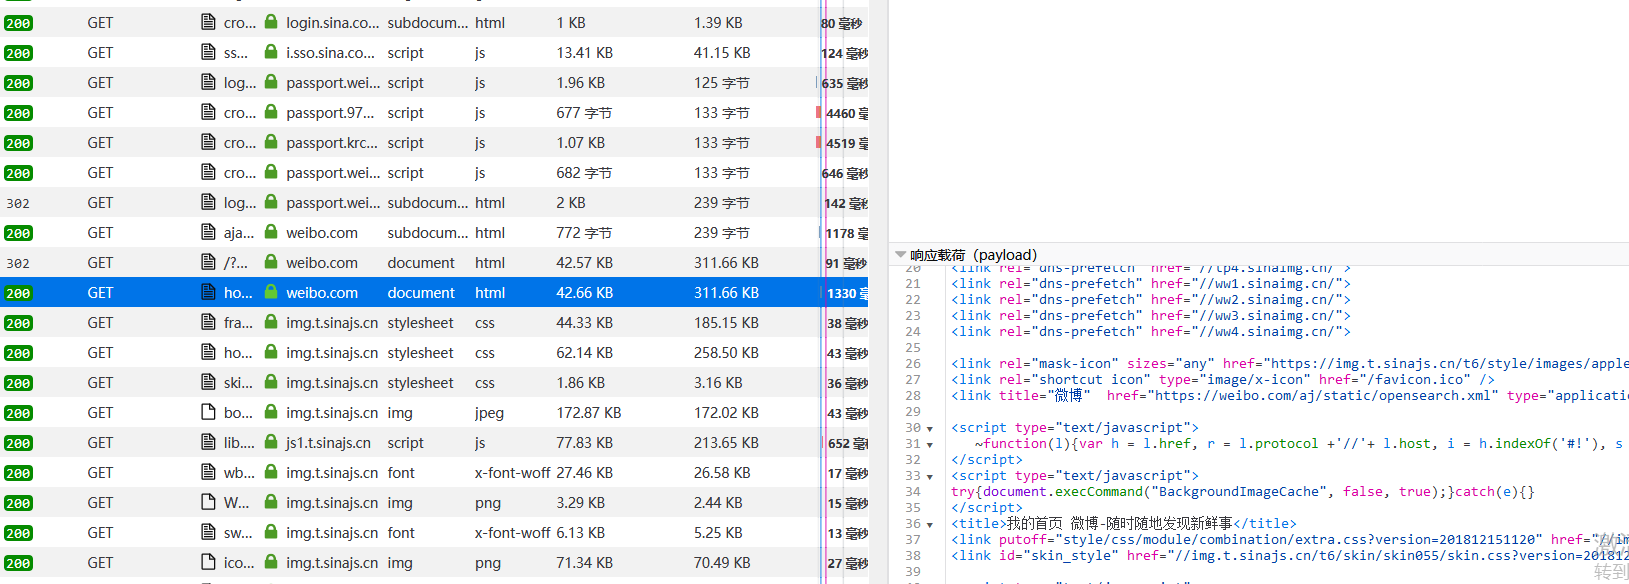 200 GET cro... login.sina.co... subdocum... html 1 KB 1.39 KB 80 毫秒
200 GET ss... i.sso.sina.co... script js 13.41 KB 41.15 KB 124 毫秒
200 GET log... passport.wei... script js 1.96 KB 125 字节 635 毫秒
200 GET cro... passport.97... script js 677 字节 133 字节 4460 毫
200 GET cro... passport.krc... script js 1.07 KB 133 字节 4519 毫
200 GET cro... passport.wei... script js 682 字节 133 字节 646 毫秒
302 GET log... passport.wei... subdocum... html 2 KB 239 字节 142 毫秒
200 GET aja... weibo.com subdocum... html 772 字节 239 字节 1178 毫
302 GET /?... weibo.com document html 42.57 KB 311.66 KB 91 毫秒
200 GET ho... weibo.com document html 42.66 KB 311.66 KB 1330 毫
200 GET fra... img.t.sinajs.cn stylesheet css 44.33 KB 185.15 KB 38 毫秒
200 GET ho... img.t.sinajs.cn stylesheet css 62.14 KB 258.50 KB 43 毫秒
200 GET ski... img.t.sinajs.cn stylesheet css 1.86 KB 3.16 KB 36 毫秒
200 GET bo... img.t.sinajs.cn img jpeg 172.87 KB 172.02 KB 43 毫秒
200 GET lib.... js1.t.sinajs.cn script js 77.83 KB 213.65 KB 652 毫秒
200 GET wb... img.t.sinajs.cn font x-font-woff 27.46 KB 26.58 KB 17 毫秒
200 GET W... img.t.sinajs.cn img png 3.29 KB 2.44 KB 15 毫秒
200 GET sw... img.t.sinajs.cn font x-font-woff 6.13 KB 5.25 KB 13 毫秒
200 GET ico... img.t.sinajs.cn img png 71.34 KB 70.49 KB 27 毫秒
响应载荷（payload）
20 <link rel="dns-prefetch" href="//tp4.sinaimg.cn/">
21 <link rel="dns-prefetch" href="//ww1.sinaimg.cn/">
22 <link rel="dns-prefetch" href="//ww2.sinaimg.cn/">
23 <link rel="dns-prefetch" href="//ww3.sinaimg.cn/">
24 <link rel="dns-prefetch" href="//ww4.sinaimg.cn/">
25
26 <link rel="mask-icon" sizes="any" href="https://img.t.sinajs.cn/t6/style/images/apple
27 <link rel="shortcut icon" type="image/x-icon" href="/favicon.ico" />
28 <link title="微博" href="https://weibo.com/aj/static/opensearch.xml" type="applicatio
29
30 <script type="text/javascript">
31 ~function(l){var h = l.href, r = l.protocol +'//'+ l.host, i = h.indexOf('#!'), s
32 </script>
33 <script type="text/javascript">
34 try{document.execCommand("BackgroundImageCache", false, true);}catch(e){}
35 </script>
36 <title>我的首页 微博-随时随地发现新鲜事</title>
37 <link putoff="style/css/module/combination/extra.css?version=201812151120" href="
38 <link id="skin_style" href="//img.t.sinajs.cn/t6/skin/skin055/skin.css?version=201812
39
转到